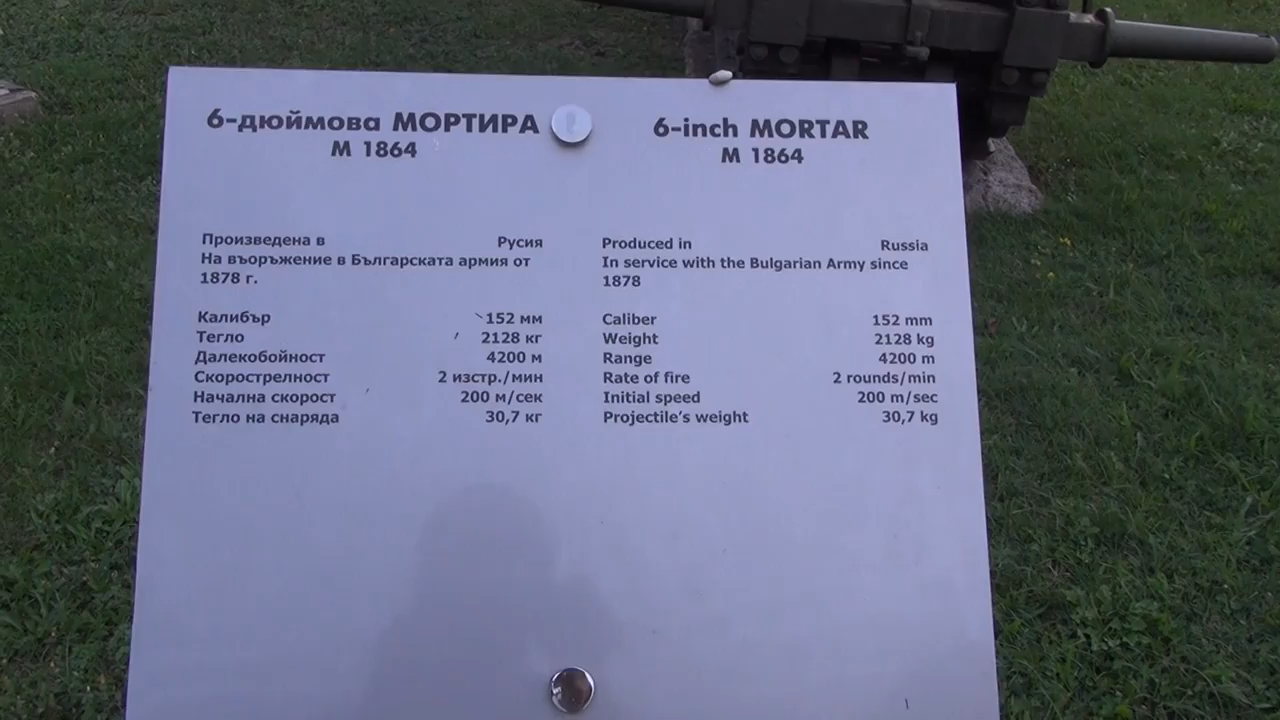 6-дюймова МОРТИРА
М 1864
Произведена в Русия
На въоръжение в Българската армия от
1878 г.
Калибър 152 мм
Тегло 2128 кг
Далекобойност 4200 м
Скорострелност 2 изстр./мин
Начална скорост 200 м/сек
Тегло на снаряда 30,7 кг
6-inch MORTAR
M 1864
Produced in Russia
In service with the Bulgarian Army since
1878
Caliber 152 mm
Weight 2128 kg
Range 4200 m
Rate of fire 2 rounds/min
Initial speed 200 m/sec
Projectile's weight 30,7 kg